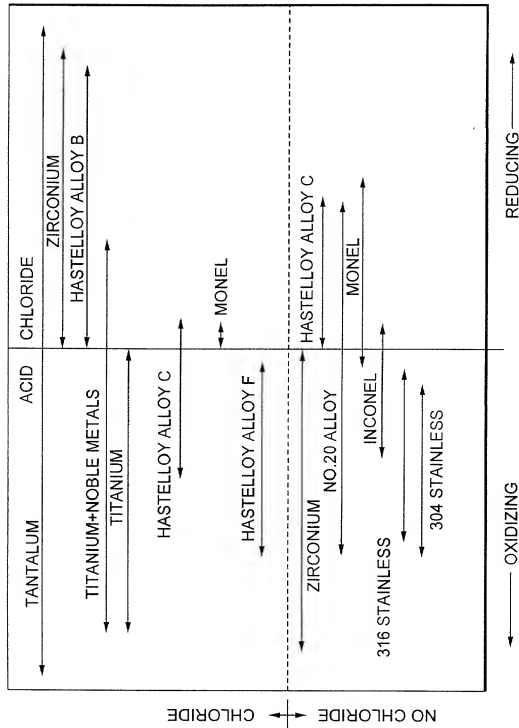 TANTALUM
ACID
CHLORIDE
ZIRCONIUM
HASTELLOY ALLOY B
TITANIUM+NOBLE METALS
TITANIUM
HASTELLOY ALLOY C
MONEL
HASTELLOY ALLOY F
HASTELLOY ALLOY C
ZIRCONIUM
NO.20 ALLOY
MONEL
INCONEL
316 STAINLESS
304 STAINLESS
CHLORIDE
NO CHLORIDE
OXIDIZING
REDUCING